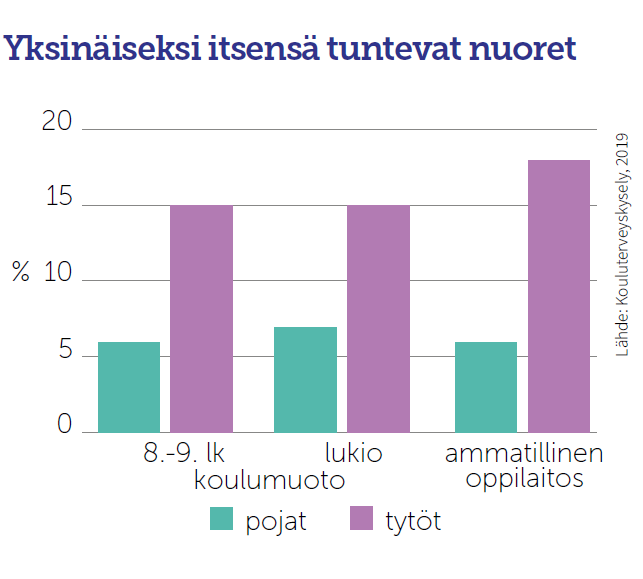 Yksinäiseksi itsensä tuntevat nuoret
20
15
% 10
5
0
8.-9. lk
lukio
ammatillinen
oppilaitos
koulumuoto
pojat
tytöt
Lähde: Kouluterveyskysely, 2019